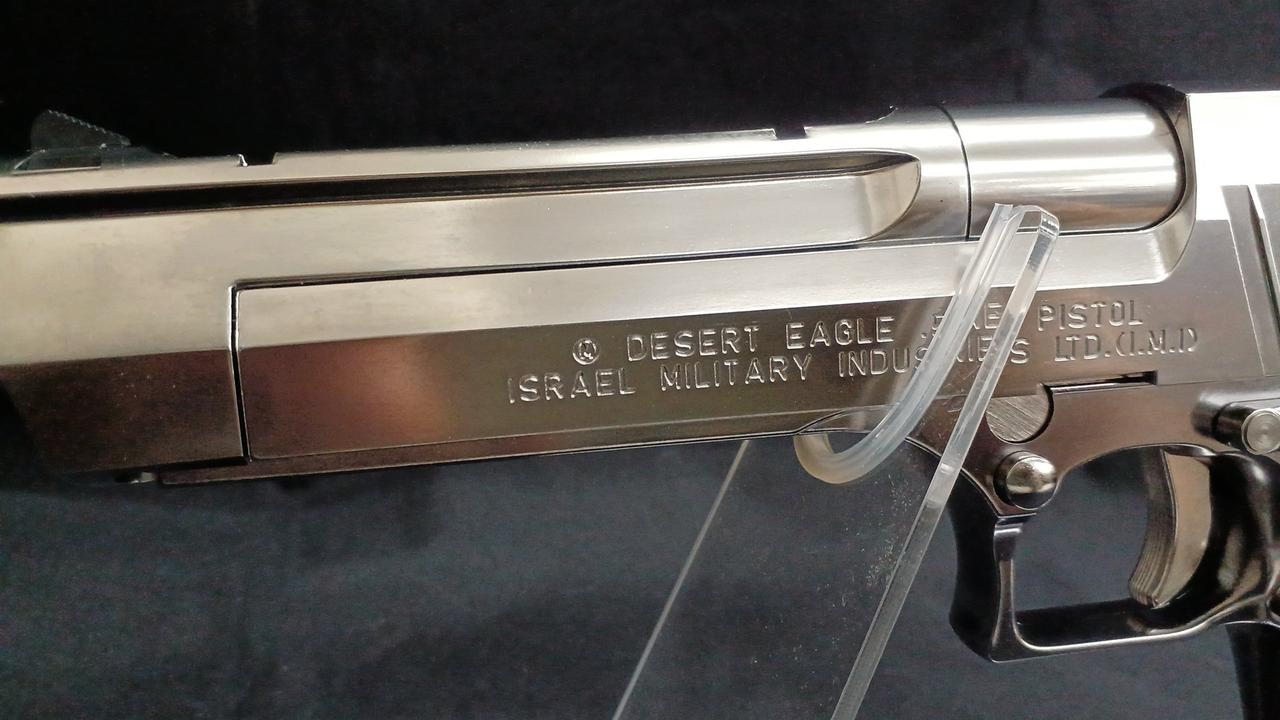 DESERT EAGLE PISTOL
ISRAEL MILITARY INDUSTRIES LTD.(I.M.I)